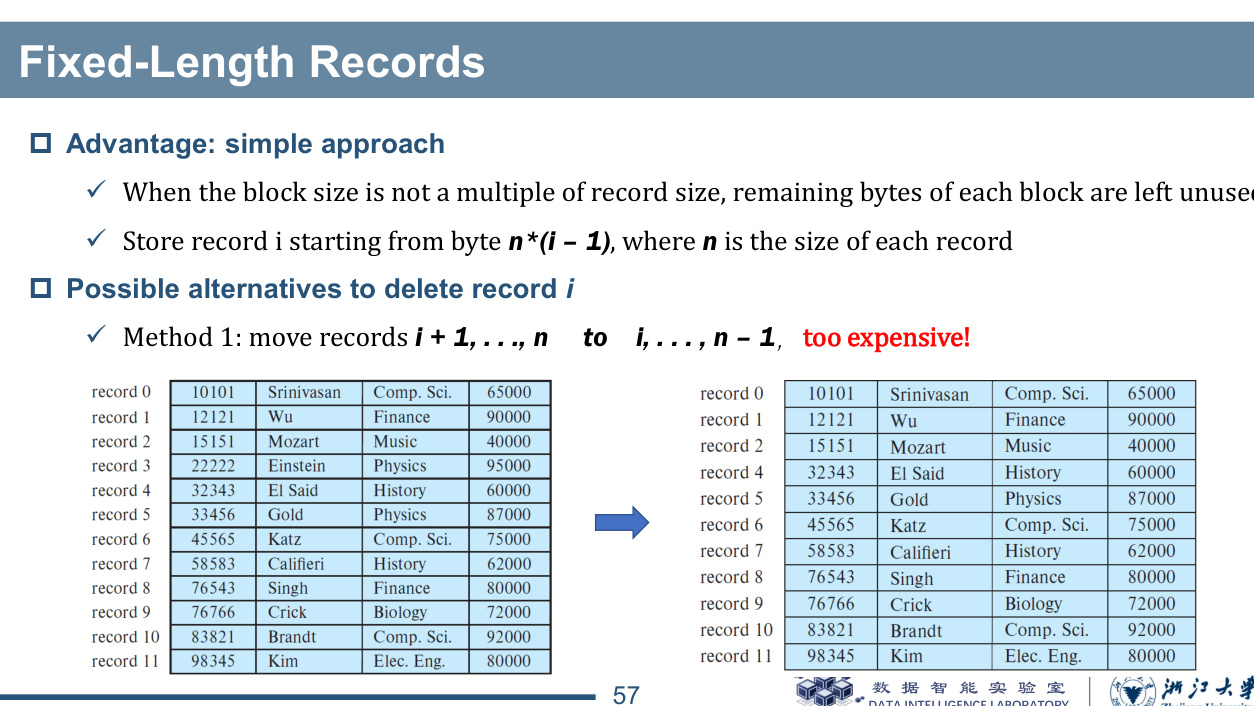 Fixed-Length Records
Advantage: simple approach
When the block size is not a multiple of record size, remaining bytes of each block are left
Store record i starting from byte n*(i – 1), where n is the size of each record
Possible alternatives to delete record i
Method 1: move records i + 1, . . ., n to i, . . . , n – 1, too expensive!
record 0 10101 Srinivasan Comp. Sci. 65000
record 1 12121 Wu Finance 90000
record 2 15151 Mozart Music 40000
record 3 22222 Einstein Physics 95000
record 4 32343 El Said History 60000
record 5 33456 Gold Physics 87000
record 6 45565 Katz Comp. Sci. 75000
record 7 58583 Califieri History 62000
record 8 76543 Singh Finance 80000
record 9 76766 Crick Biology 72000
record 10 83821 Brandt Comp. Sci. 92000
record 11 98345 Kim Elec. Eng. 80000
record 0 10101 Srinivasan Comp. Sci. 65000
record 1 12121 Wu Finance 90000
record 2 15151 Mozart Music 40000
record 4 32343 El Said History 60000
record 5 33456 Gold Physics 87000
record 6 45565 Katz Comp. Sci. 75000
record 7 58583 Califieri History 62000
record 8 76543 Singh Finance 80000
record 9 76766 Crick Biology 72000
record 10 83821 Brandt Comp. Sci. 92000
record 11 98345 Kim Elec. Eng. 80000
57
数据智能实验室
DATA INTELLIGENCE LABORATORY
浙江大学